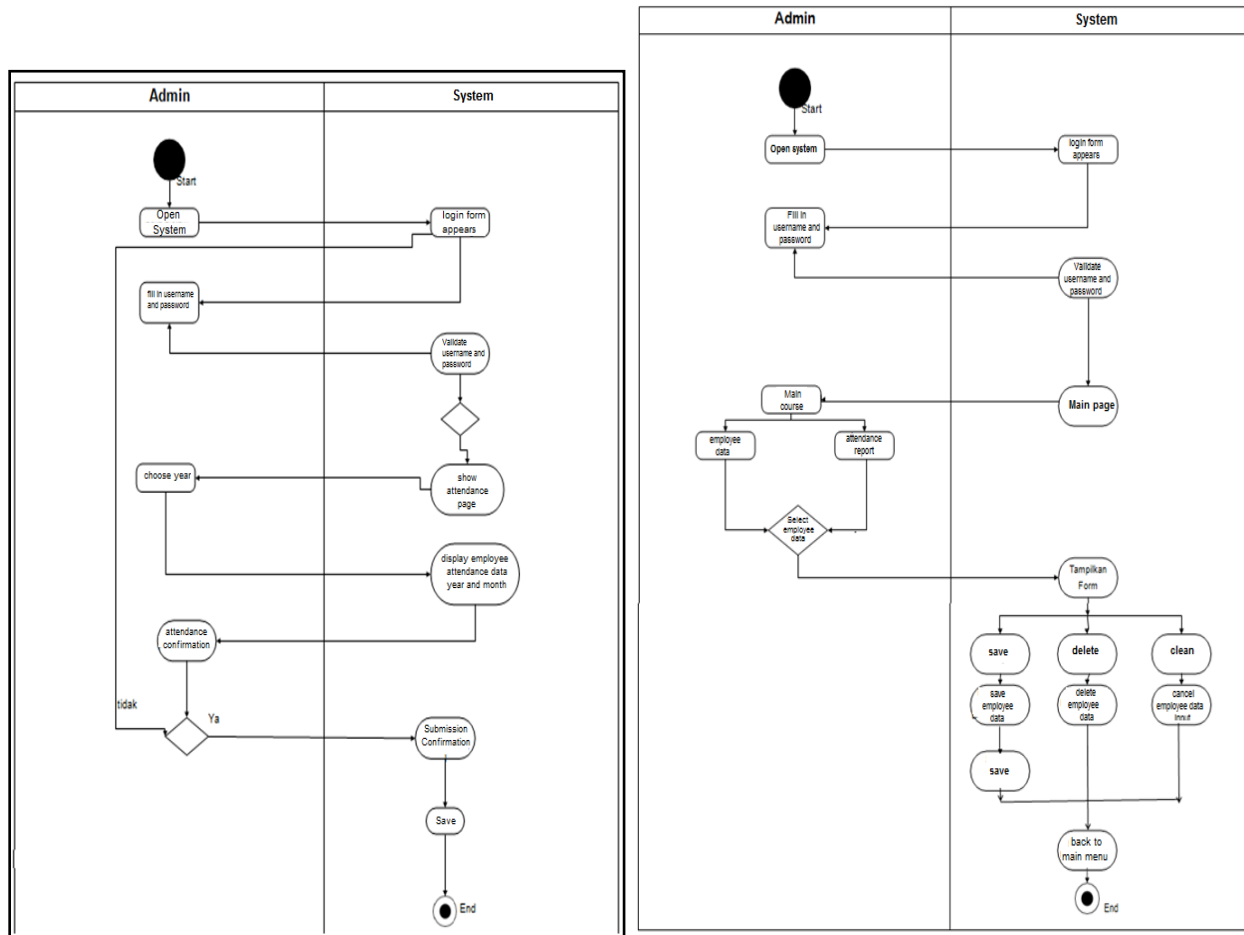 Admin
System
Start
Open
System
login form
appears
fill in username
and password
Validate
username and
password
choose year
show
attendance
page
display employee
attendance data
year and month
attendance
confirmation
tidak
Ya
Submission
Confirmation
Save
End
Admin
System
Start
Open system
login form
appears
Fill in
username and
password
Validate
username and
password
Main page
Main
course
employee
data
attendance
report
Select
employee
data
Tampilkan
Form
save
delete
clean
save
employee
data
delete
employee
data
cancel
employee data
input
save
back to
main menu
End